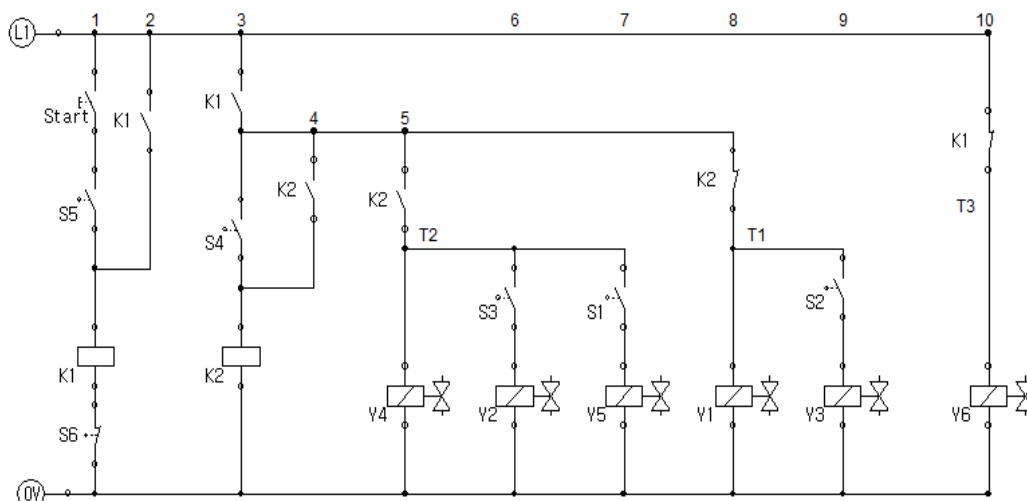 1 2 3 6 7 8 9 10
L1
Start K1 K1 4 5 K1
K2 K2 K2 T3
S5 S4 T2 T1
S3 S1 S2
K1 K2
Y4 Y2 Y5 Y1 Y3 Y6
S6
0V